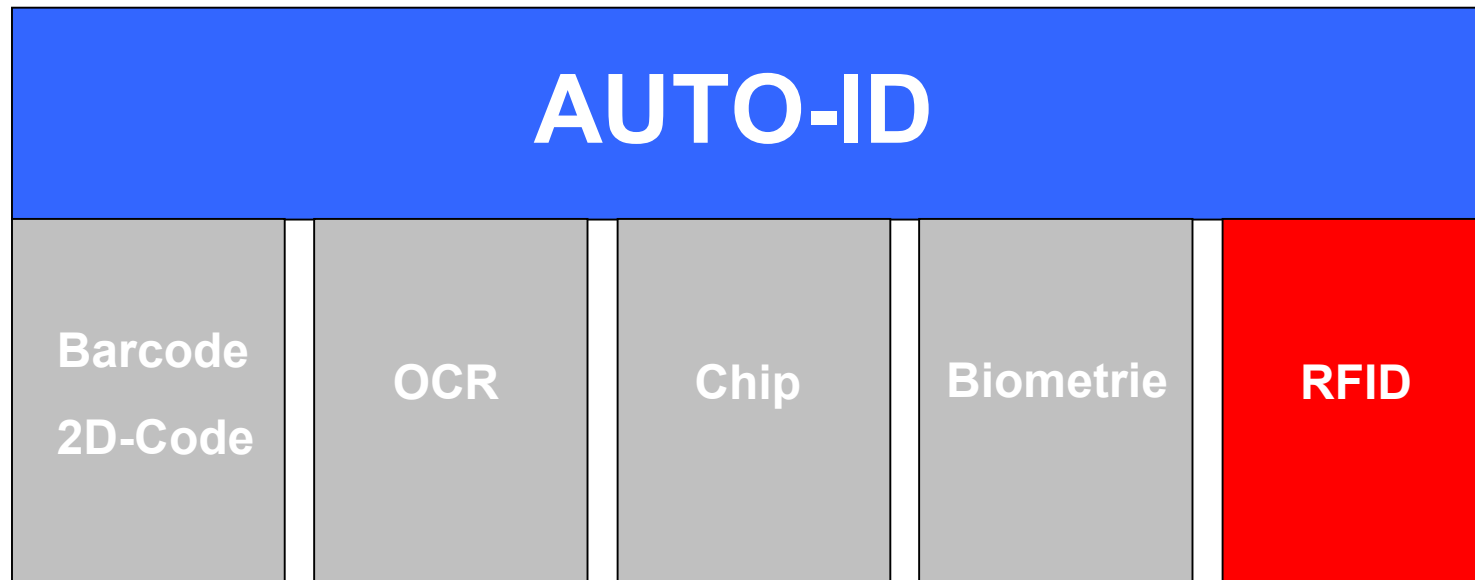 AUTO-ID
Barcode
2D-Code
OCR
Chip
Biometrie
RFID